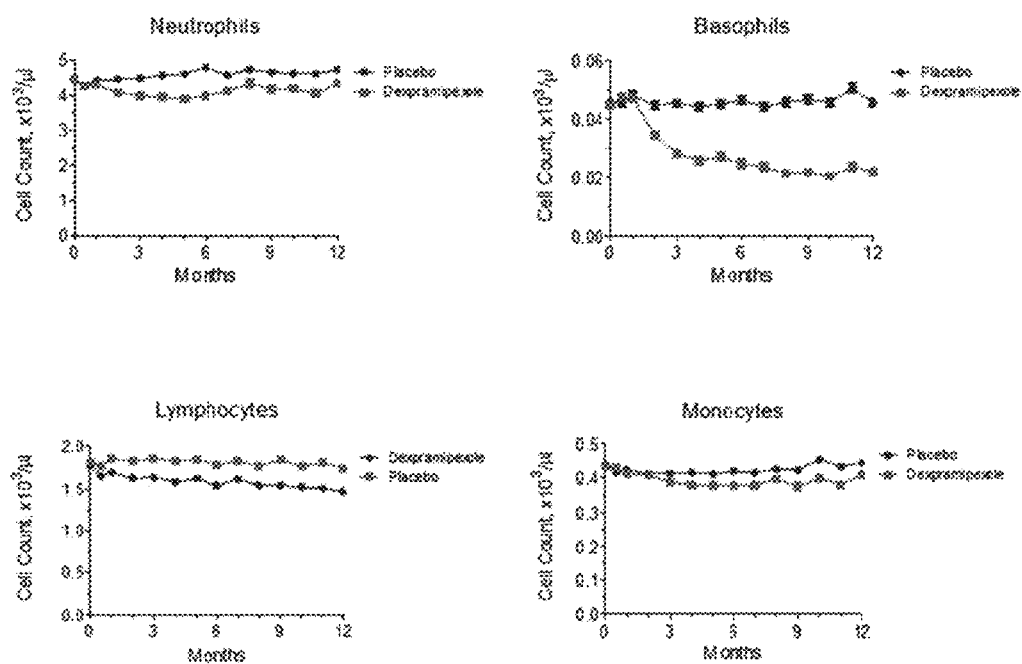 Neutrophils
Cell Count, x10³/µl
5
4
3
2
1
0
0 3 6 9 12
Months
Placebo
Dexpramipexole
Basophils
Cell Count, x10³/µl
0.06
0.04
0.02
0.00
0 3 6 9 12
Months
Placebo
Dexpramipexole
Lymphocytes
Cell Count, x10³/µl
2.0
1.5
1.0
0.5
0.0
0 3 6 9 12
Months
Dexpramipexole
Placebo
Monocytes
Cell Count, x10³/µl
0.5
0.4
0.3
0.2
0.1
0.0
0 3 6 9 12
Months
Placebo
Dexpramipexole